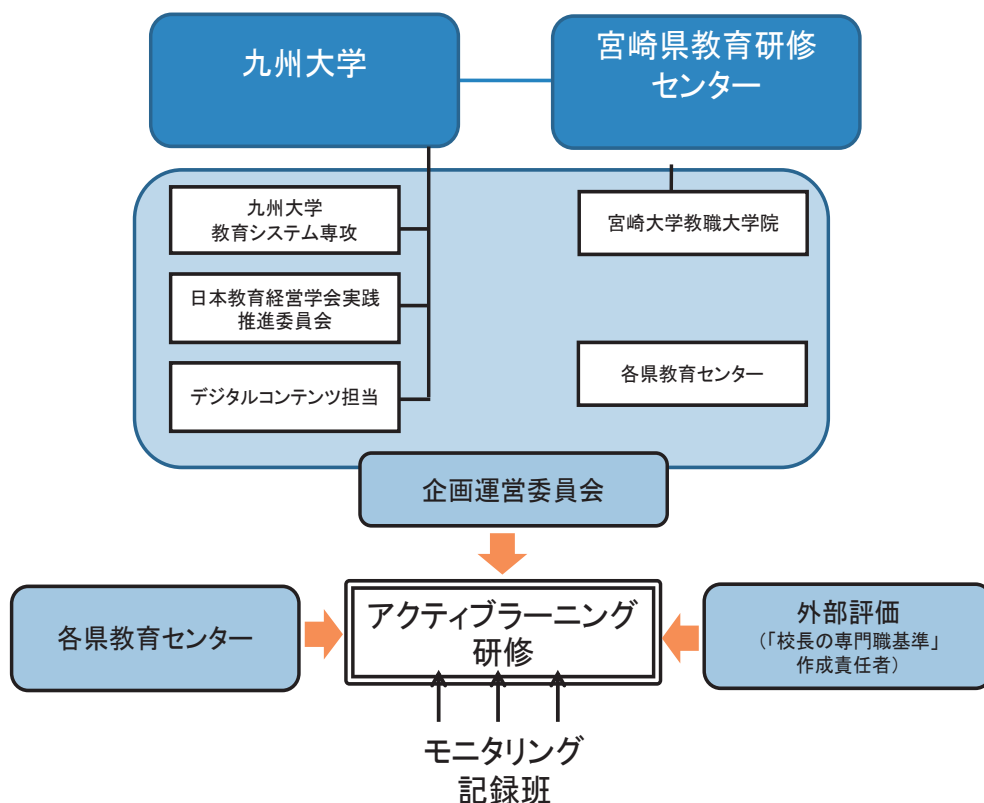 九州大学
宮崎県教育研修
センター
九州大学
教育システム専攻
宮崎大学教職大学院
日本教育経営学会実践
推進委員会
各県教育センター
デジタルコンテンツ担当
企画運営委員会
各県教育センター
アクティブラーニング
研修
外部評価
（「校長の専門職基準」
作成責任者）
モニタリング
記録班